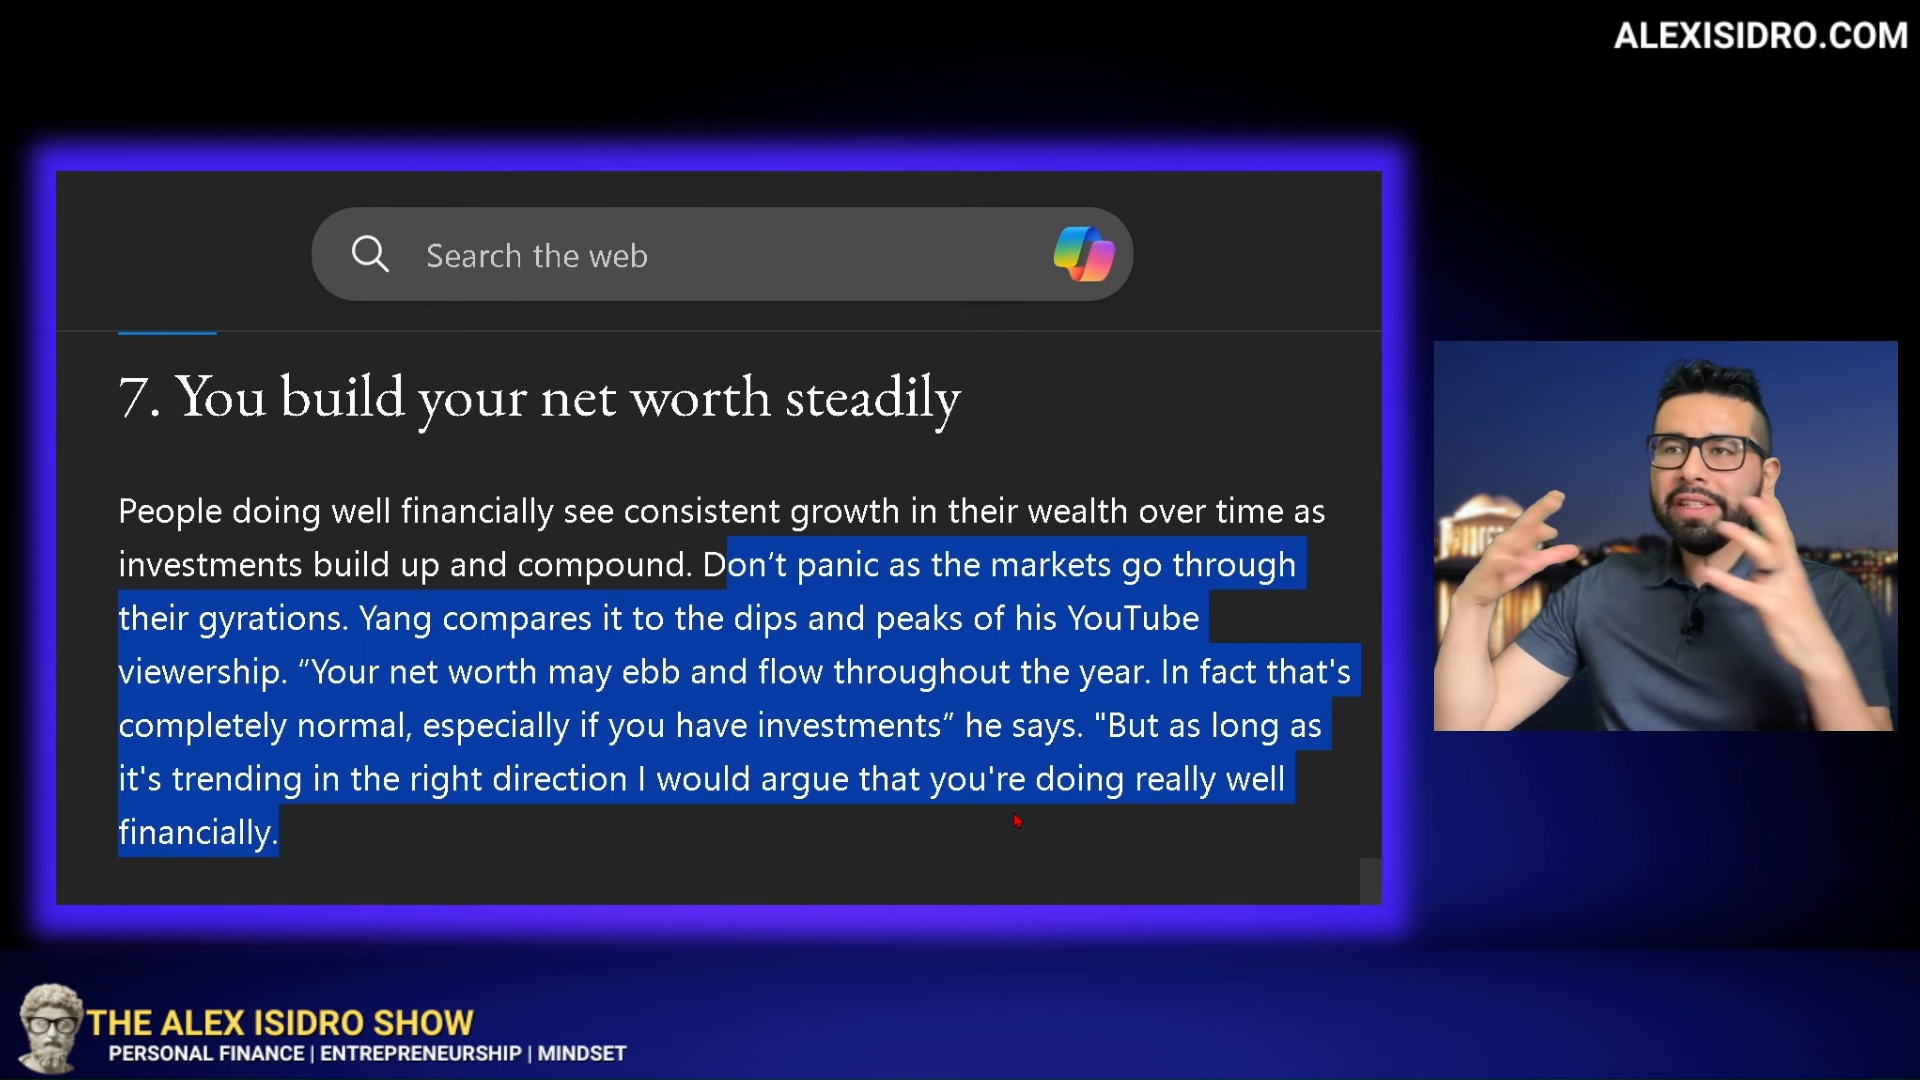 ALEXISIDRO.COM
Search the web
7. You build your net worth steadily
People doing well financially see consistent growth in their wealth over time as
investments build up and compound. Don’t panic as the markets go through
their gyrations. Yang compares it to the dips and peaks of his YouTube
viewership. “Your net worth may ebb and flow throughout the year. In fact that's
completely normal, especially if you have investments” he says. "But as long as
it's trending in the right direction I would argue that you're doing really well
financially.
THE ALEX ISIDRO SHOW
PERSONAL FINANCE | ENTREPRENEURSHIP | MINDSET